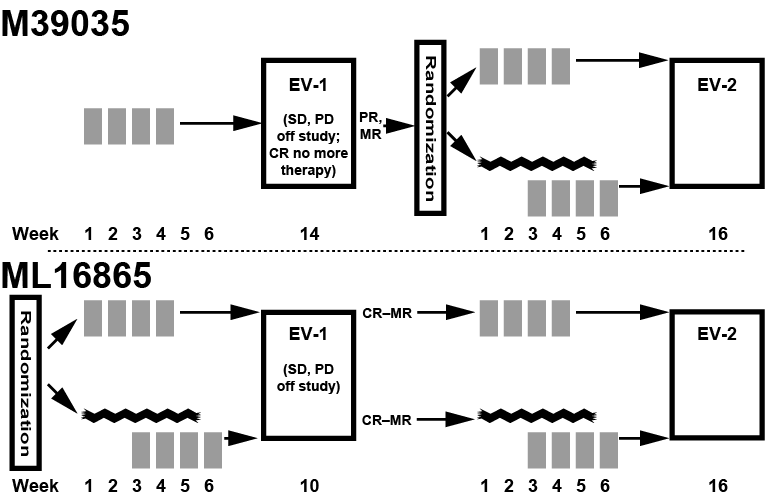 M39035
Randomization
EV-1
(SD, PD
off study;
CR no more
therapy)
PR,
MR
EV-2
Week 1 2 3 4 5 6 14 1 2 3 4 5 6 16
ML16865
Randomization
EV-1
(SD, PD
off study)
CR–MR
CR–MR
EV-2
Week 1 2 3 4 5 6 10 1 2 3 4 5 6 16